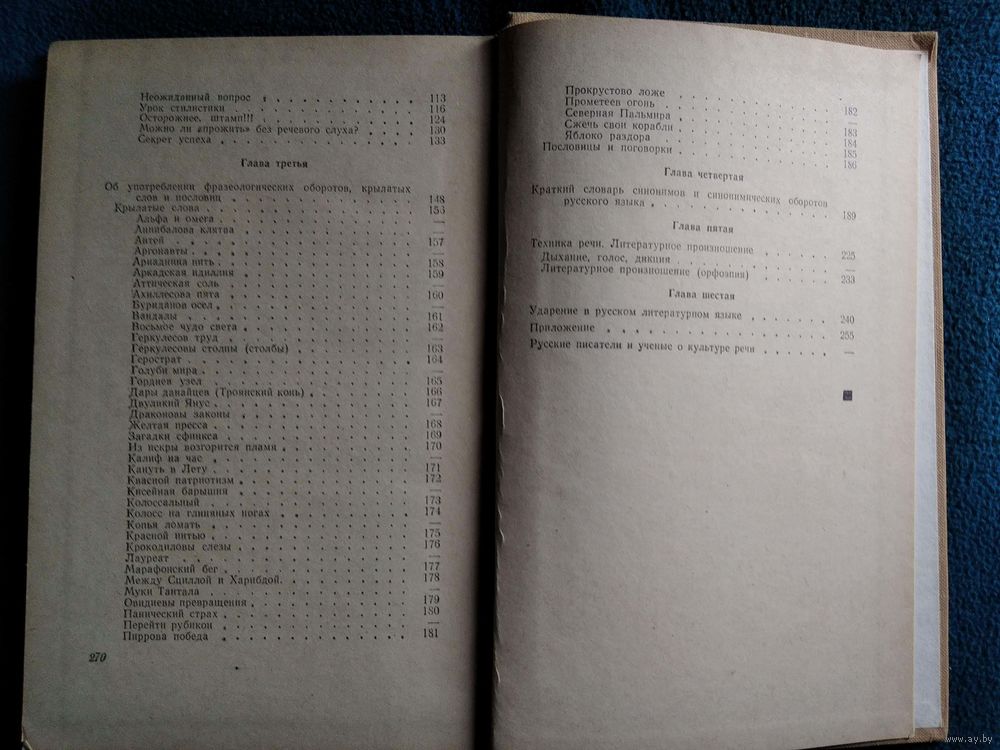 Неожиданный вопрос 113
Урок стилистики 116
Осторожнее, штамп!!! 124
Можно ли «прожить» без речевого слуха? 130
Секрет успеха 133
Глава третья
Об употреблении фразеологических оборотов, крылатых
слов и пословиц 148
Крылатые слова 153
Альфа и омега —
Аннибалова клятва —
Антей 157
Аргонавты —
Ариаднина нить 158
Аркадская идиллия 159
Аттическая соль —
Ахиллесова пята 160
Буриданов осел —
Вандалы 161
Восьмое чудо света 162
Геркулесов труд —
Геркулесовы столпы (столбы) 163
Герострат 164
Голуби мира —
Гордиев узел 165
Дары данайцев (Троянский конь) 166
Двуликий Янус 167
Драконовы законы —
Желтая пресса 168
Загадки сфинкса 169
Из искры возгорится пламя 170
Калиф на час —
Кануть в Лету 171
Квасной патриотизм 172
Кисейная барышня —
Колоссальный 173
Колосс на глиняных ногах 174
Копья ломать —
Красной нитью 175
Крокодиловы слезы 176
Лауреат —
Марафонский бег 177
Между Сциллой и Харибдой. 178
Муки Тантала —
Овидиевы превращения 179
Панический страх 180
Перейти рубикон —
Пиррова победа 181
270
Прокрустово ложе
Прометеев огонь 182
Северная Пальмира —
Сжечь свои корабли 183
Яблоко раздора 184
Пословицы и поговорки 185
186
Глава четвертая
Краткий словарь синонимов и синонимических оборотов
русского языка 189
Глава пятая
Техника речи. Литературное произношение 225
Дыхание, голос, дикция —
Литературное произношение (орфоэпия) 233
Глава шестая
Ударение в русском литературном языке 240
Приложение 255
Русские писатели и ученые о культуре речи —
www.ay.by